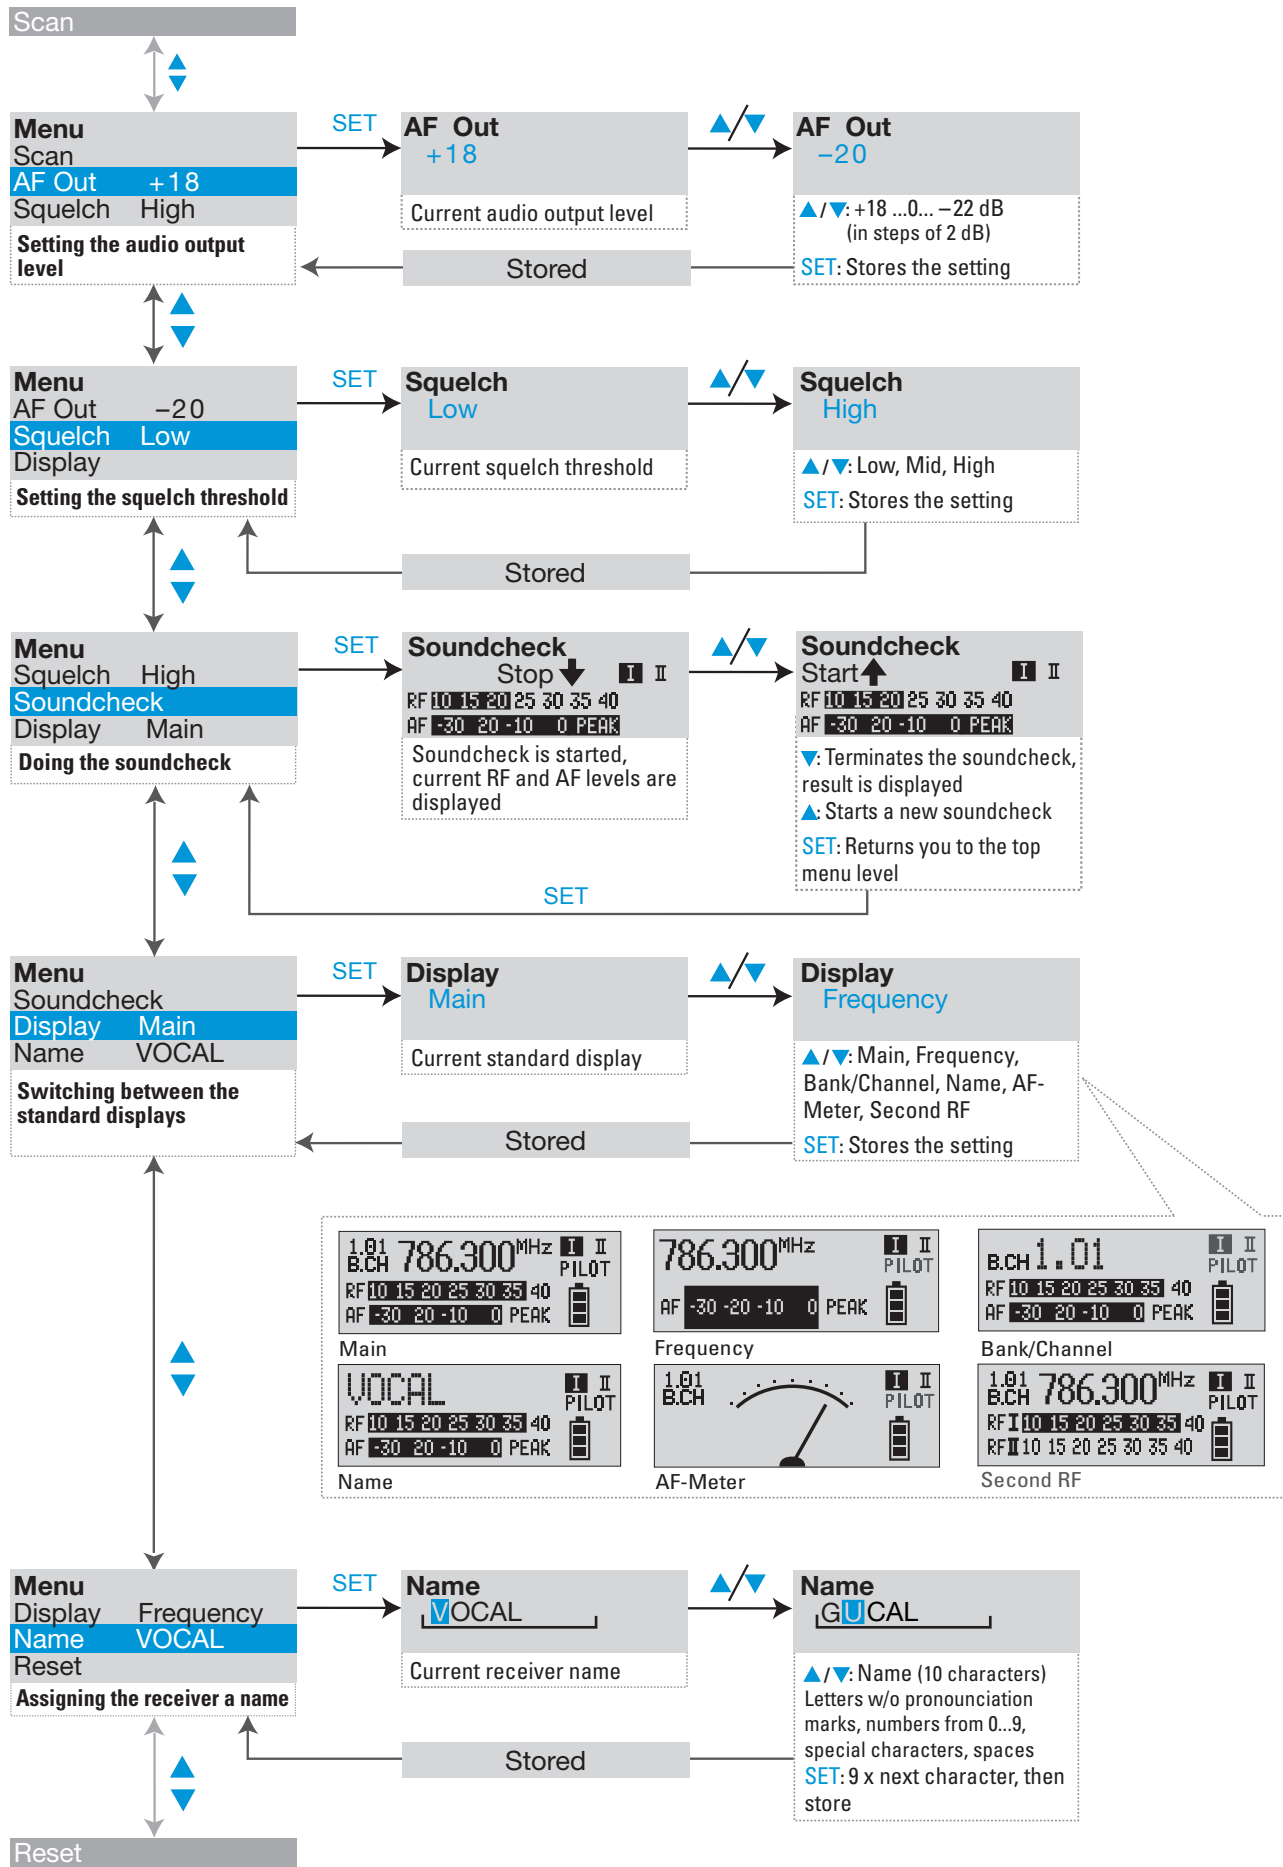 Scan
Menu
Scan
AF Out +18
Squelch High
Setting the audio output
level
SET
AF Out
+18
Current audio output level
▲/▼
AF Out
–20
▲/▼: +18 ...0... –22 dB
(in steps of 2 dB)
SET: Stores the setting
Stored
Menu
AF Out –20
Squelch Low
Display
Setting the squelch threshold
SET
Squelch
Low
Current squelch threshold
▲/▼
Squelch
High
▲/▼: Low, Mid, High
SET: Stores the setting
Stored
Menu
Squelch High
Soundcheck
Display Main
Doing the soundcheck
SET
Soundcheck
Stop I II
RF 10 15 20 25 30 35 40
AF -30 20 -10 0 PEAK
Soundcheck is started,
current RF and AF levels are
displayed
▲/▼
Soundcheck
Start I II
RF 10 15 20 25 30 35 40
AF -30 20 -10 0 PEAK
▼: Terminates the soundcheck,
result is displayed
▲: Starts a new soundcheck
SET: Returns you to the top
menu level
SET
Menu
Soundcheck
Display Main
Name VOCAL
Switching between the
standard displays
SET
Display
Main
Current standard display
▲/▼
Display
Frequency
▲/▼: Main, Frequency,
Bank/Channel, Name, AF-
Meter, Second RF
SET: Stores the setting
Stored
1.01
B.CH 786.300 MHz I II
PILOT
RF 10 15 20 25 30 35 40
AF -30 20 -10 0 PEAK
Main
786.300 MHz I II
PILOT
AF -30 -20 -10 0 PEAK
Frequency
B.CH 1.01 I II
PILOT
RF 10 15 20 25 30 35 40
AF -30 20 -10 0 PEAK
Bank/Channel
VOCAL I II
PILOT
RF 10 15 20 25 30 35 40
AF -30 20 -10 0 PEAK
Name
1.01
B.CH I II
PILOT
AF-Meter
1.01
B.CH 786.300 MHz I II
PILOT
RF I 10 15 20 25 30 35 40
RF II 10 15 20 25 30 35 40
Second RF
Menu
Display Frequency
Name VOCAL
Reset
Assigning the receiver a name
SET
Name
VOCAL
Current receiver name
▲/▼
Name
GUCAL
▲/▼: Name (10 characters)
Letters w/o pronounciation
marks, numbers from 0...9,
special characters, spaces
SET: 9 x next character, then
store
Stored
Reset